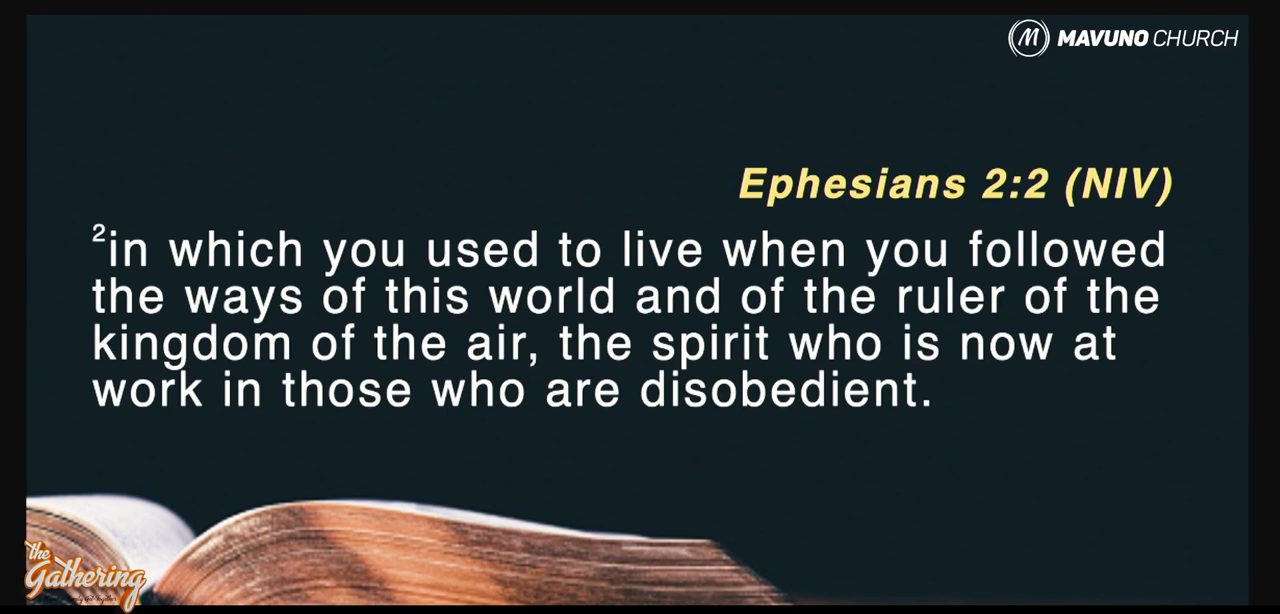 MAVUNO CHURCH
Ephesians 2:2 (NIV)
²in which you used to live when you followed
the ways of this world and of the ruler of the
kingdom of the air, the spirit who is now at
work in those who are disobedient.
the
Gathering